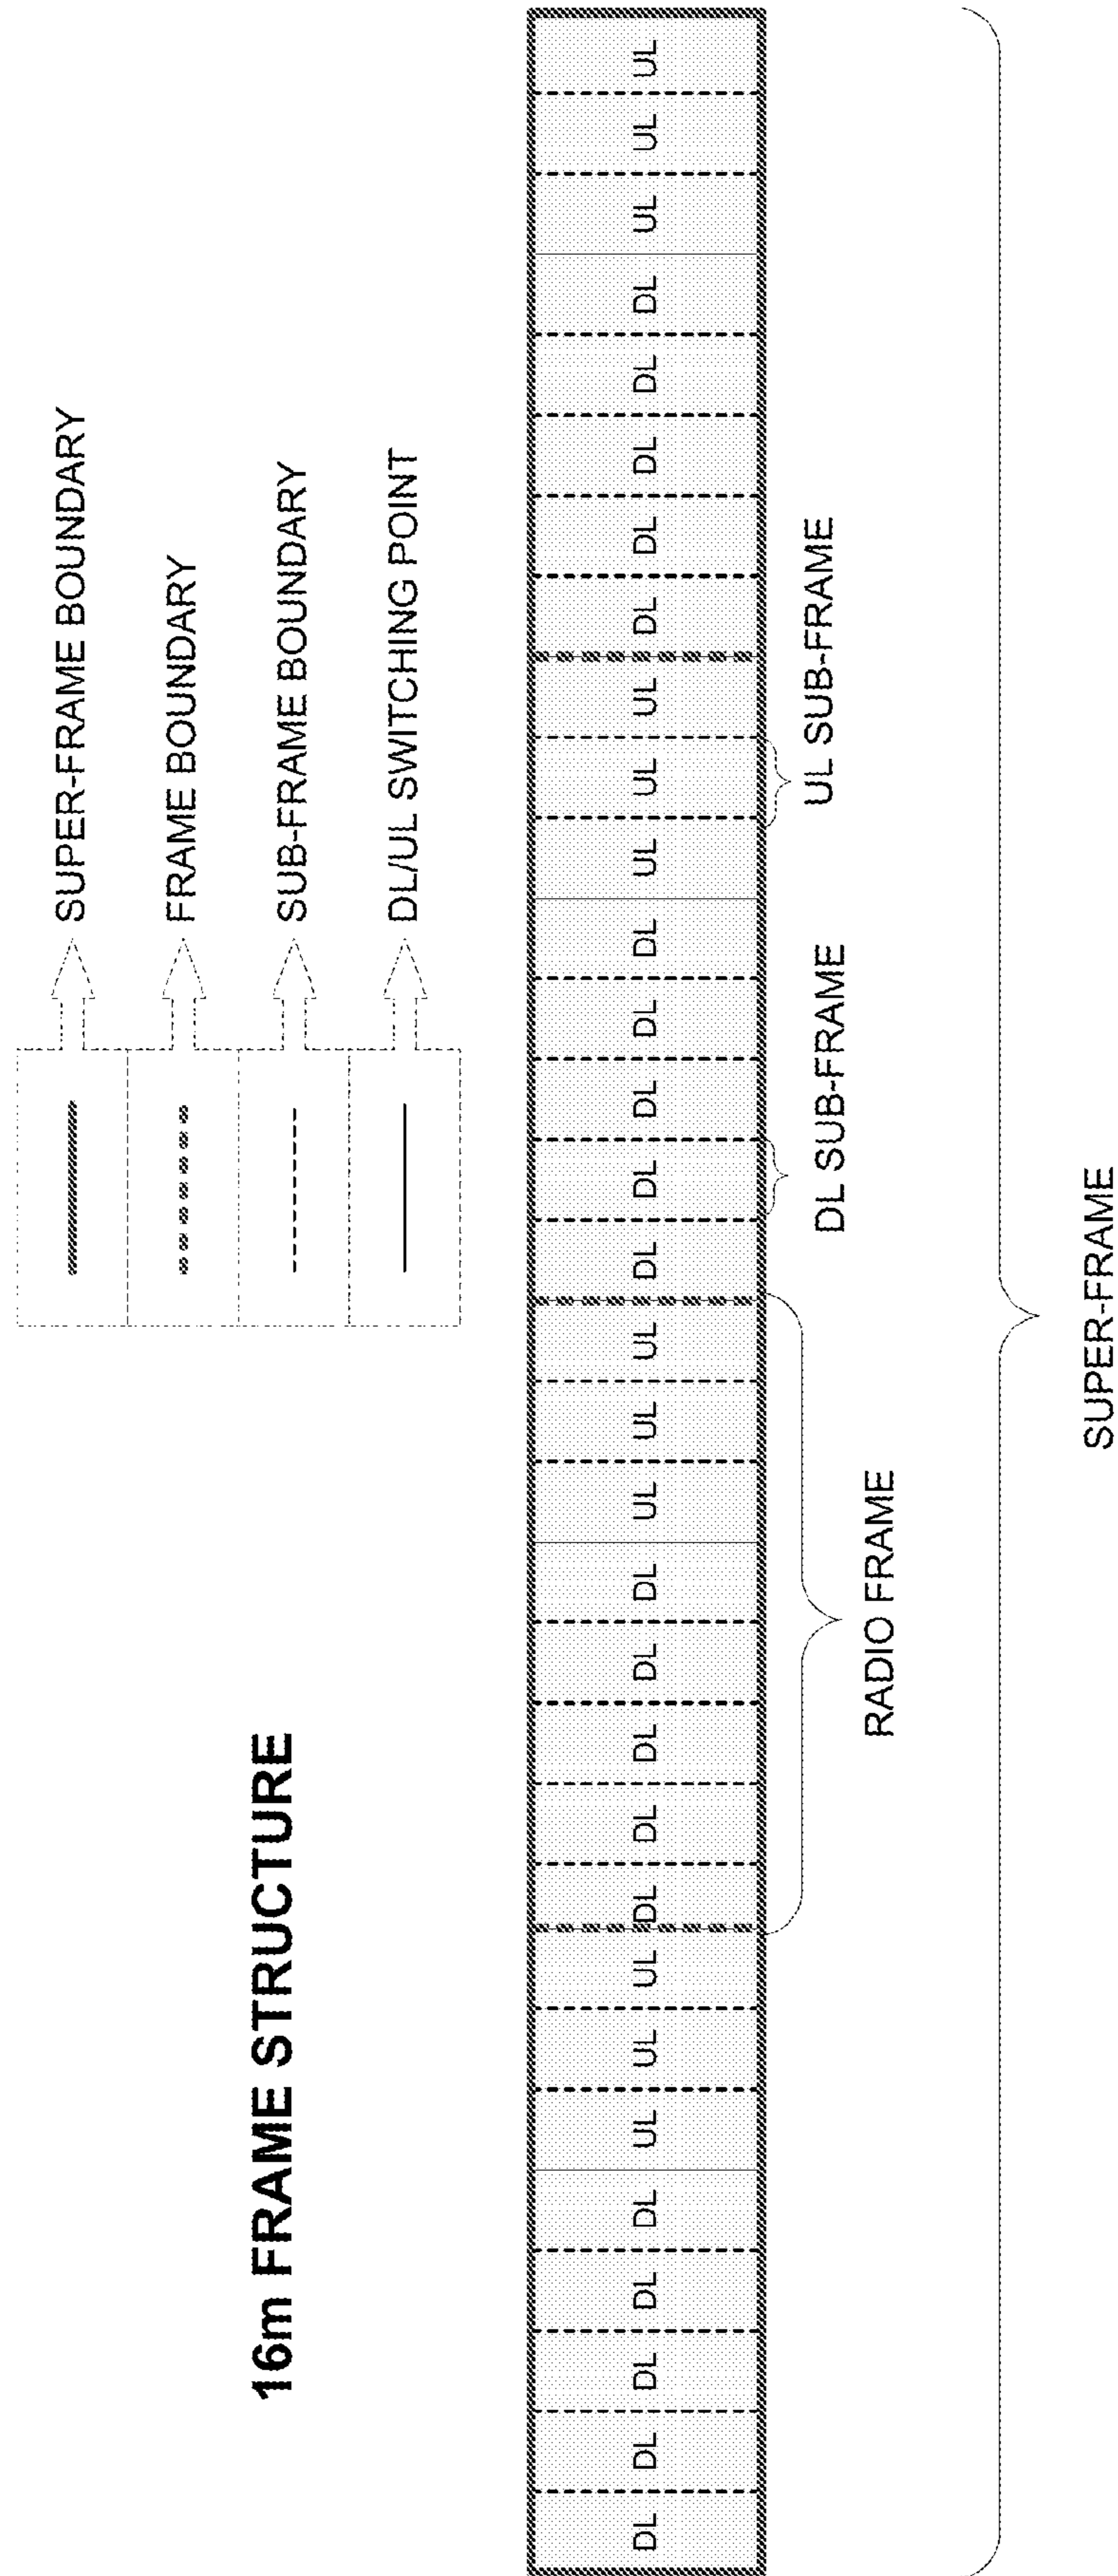 16m FRAME STRUCTURE
SUPER-FRAME BOUNDARY
FRAME BOUNDARY
SUB-FRAME BOUNDARY
DL/UL SWITCHING POINT
DL DL DL DL DL UL UL UL DL DL DL DL DL UL UL UL DL DL DL DL DL UL UL UL DL DL DL DL DL UL UL UL
DL SUB-FRAME UL SUB-FRAME
RADIO FRAME
SUPER-FRAME